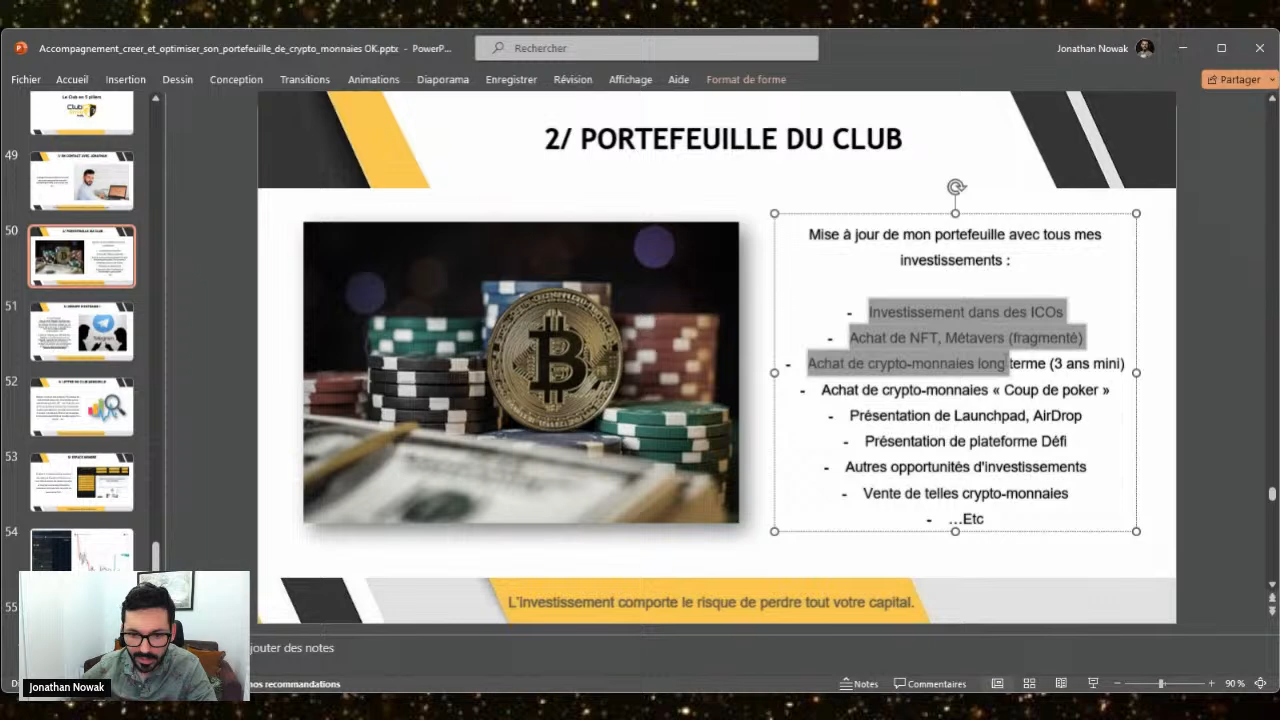 Accompagnement_creer_et_optimiser_son_portefeuille_de_crypto_monnaies OK.pptx - PowerP...
Rechercher
Jonathan Nowak
Fichier Accueil Insertion Dessin Conception Transitions Animations Diaporama Enregistrer Révision Affichage Aide Format de forme
Partager
49
50
51
52
53
54
55
2/ PORTEFEUILLE DU CLUB
Mise à jour de mon portefeuille avec tous mes
investissements :
- Investissement dans des ICOs
- Achat de NFT, Métavers (fragmenté)
- Achat de crypto-monnaies long terme (3 ans mini)
- Achat de crypto-monnaies « Coup de poker »
- Présentation de Launchpad, AirDrop
- Présentation de plateforme Défi
- Autres opportunités d'investissements
- Vente de telles crypto-monnaies
- …Etc
L'investissement comporte le risque de perdre tout votre capital.
jouter des notes
Jonathan Nowak
nos recommandations
Notes
Commentaires
90 %